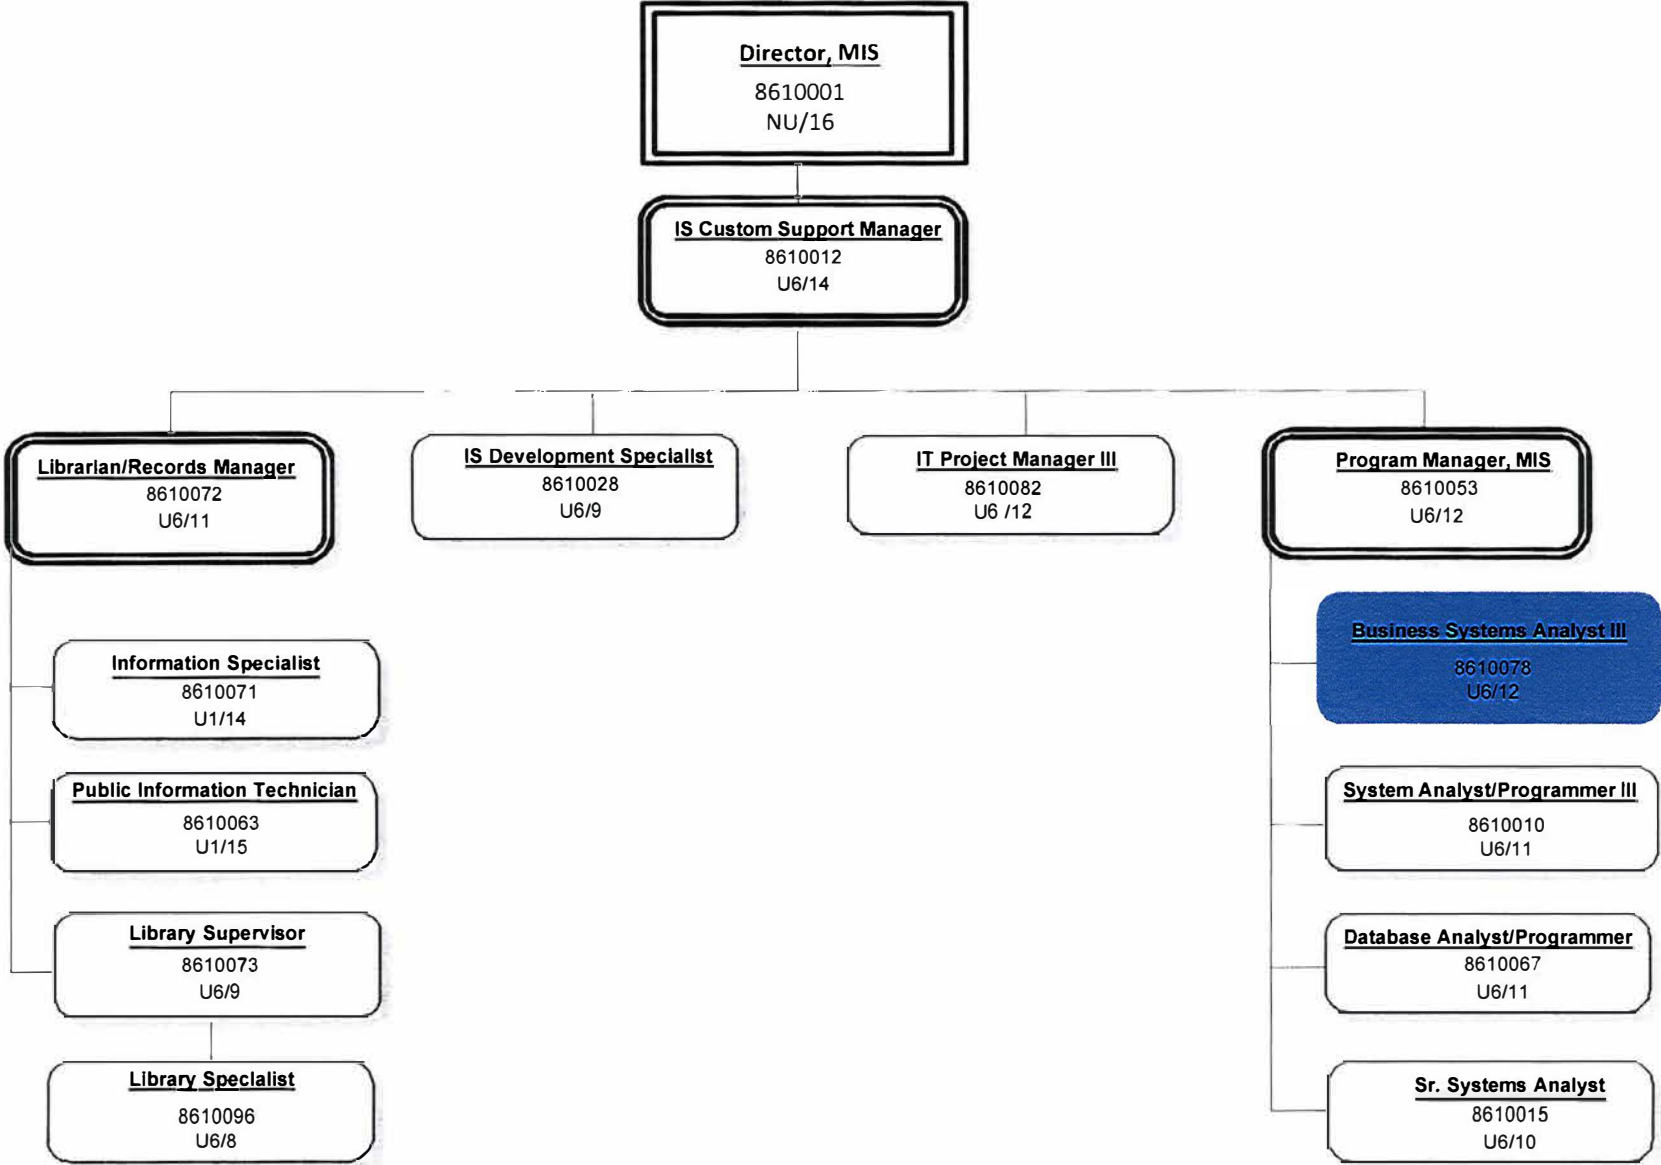 Director, MIS
8610001
NU/16
IS Custom Support Manager
8610012
U6/14
Librarian/Records Manager
8610072
U6/11
IS Development Specialist
8610028
U6/9
IT Project Manager III
8610082
U6 /12
Program Manager, MIS
8610053
U6/12
Information Specialist
8610071
U1/14
Public Information Technician
8610063
U1/15
Library Supervisor
8610073
U6/9
Library Specialist
8610096
U6/8
Business Systems Analyst III
8610078
U6/12
System Analyst/Programmer III
8610010
U6/11
Database Analyst/Programmer
8610067
U6/11
Sr. Systems Analyst
8610015
U6/10